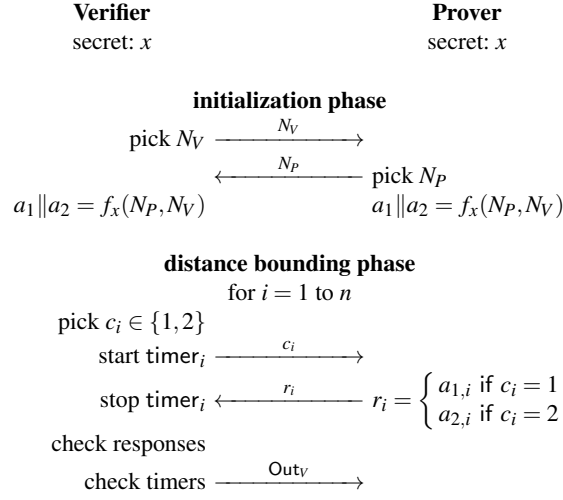 Verifier Prover
secret: x secret: x
initialization phase
pick N_V N_V
N_P pick N_P
a_1‖a_2 = f_x(N_P, N_V) a_1‖a_2 = f_x(N_P, N_V)
distance bounding phase
for i = 1 to n
pick c_i ∈ {1, 2}
start timer_i c_i
stop timer_i r_i r_i = { a_{1,i} if c_i = 1
a_{2,i} if c_i = 2
check responses
check timers Out_V